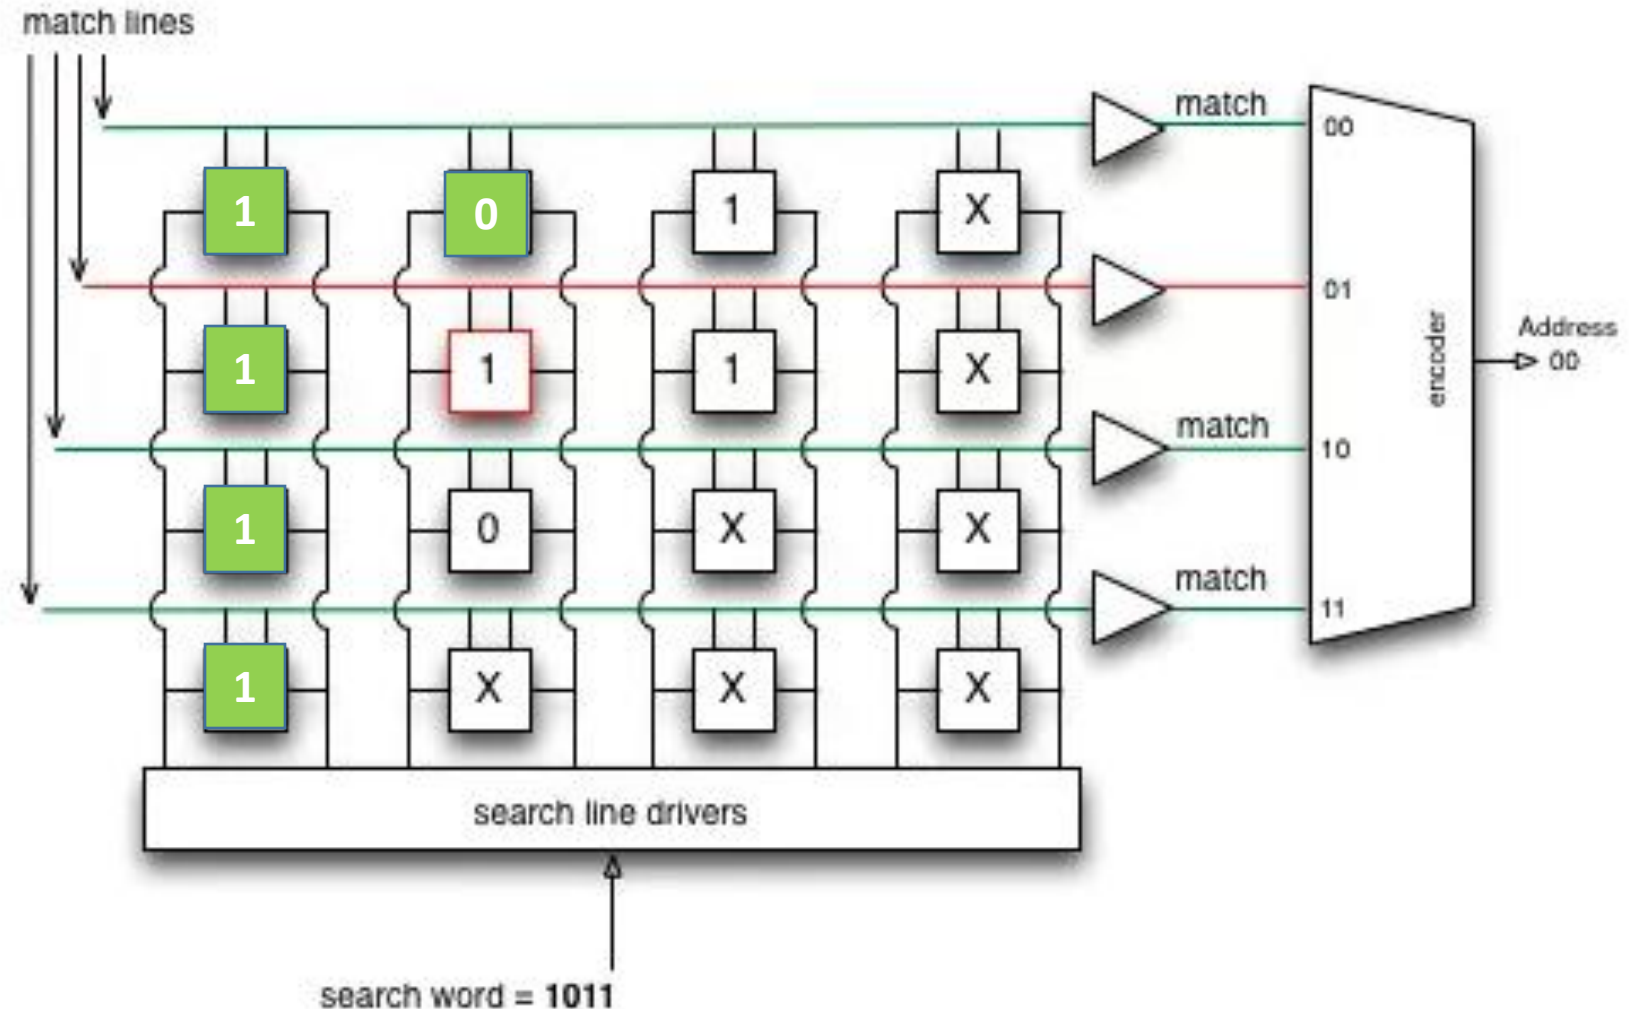 match lines
match
00
1 0 1 X
01
1 1 1 X
encoder
Address
00
match
10
1 0 X X
match
11
1 X X X
search line drivers
search word = 1011